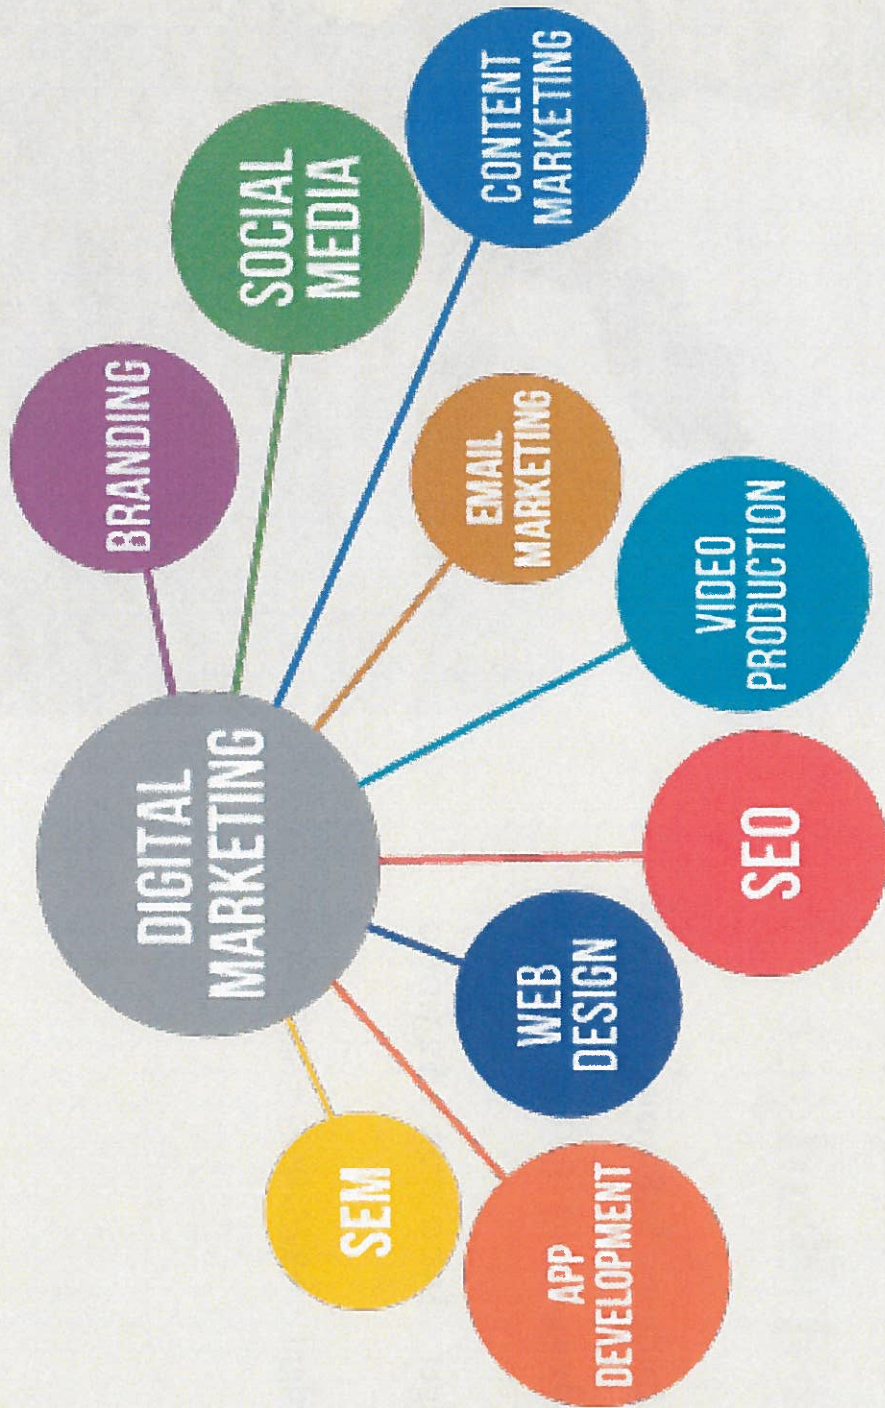 DIGITAL
MARKETING
SEM
APP
DEVELOPMENT
WEB
DESIGN
SEO
VIDEO
PRODUCTION
EMAIL
MARKETING
CONTENT
MARKETING
SOCIAL
MEDIA
BRANDING